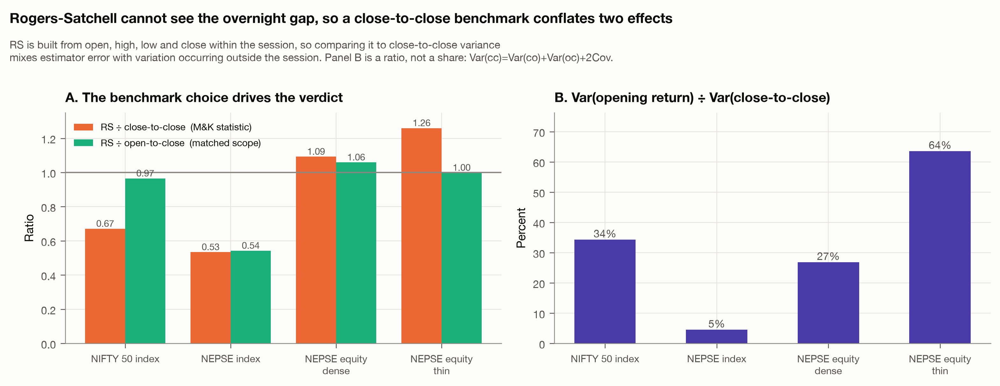 Rogers-Satchell cannot see the overnight gap, so a close-to-close benchmark conflates two effects
RS is built from open, high, low and close within the session, so comparing it to close-to-close variance
mixes estimator error with variation occurring outside the session. Panel B is a ratio, not a share: Var(cc)=Var(co)+Var(oc)+2Cov.
A. The benchmark choice drives the verdict
RS ÷ close-to-close (M&K statistic)
RS ÷ open-to-close (matched scope)
Ratio
1.2
1.0
0.8
0.6
0.4
0.2
0.0
0.67
0.97
0.53
0.54
1.09
1.06
1.26
1.00
NIFTY 50 index
NEPSE index
NEPSE equity
dense
NEPSE equity
thin
B. Var(opening return) ÷ Var(close-to-close)
Percent
70
60
50
40
30
20
10
0
34%
5%
27%
64%
NIFTY 50 index
NEPSE index
NEPSE equity
dense
NEPSE equity
thin